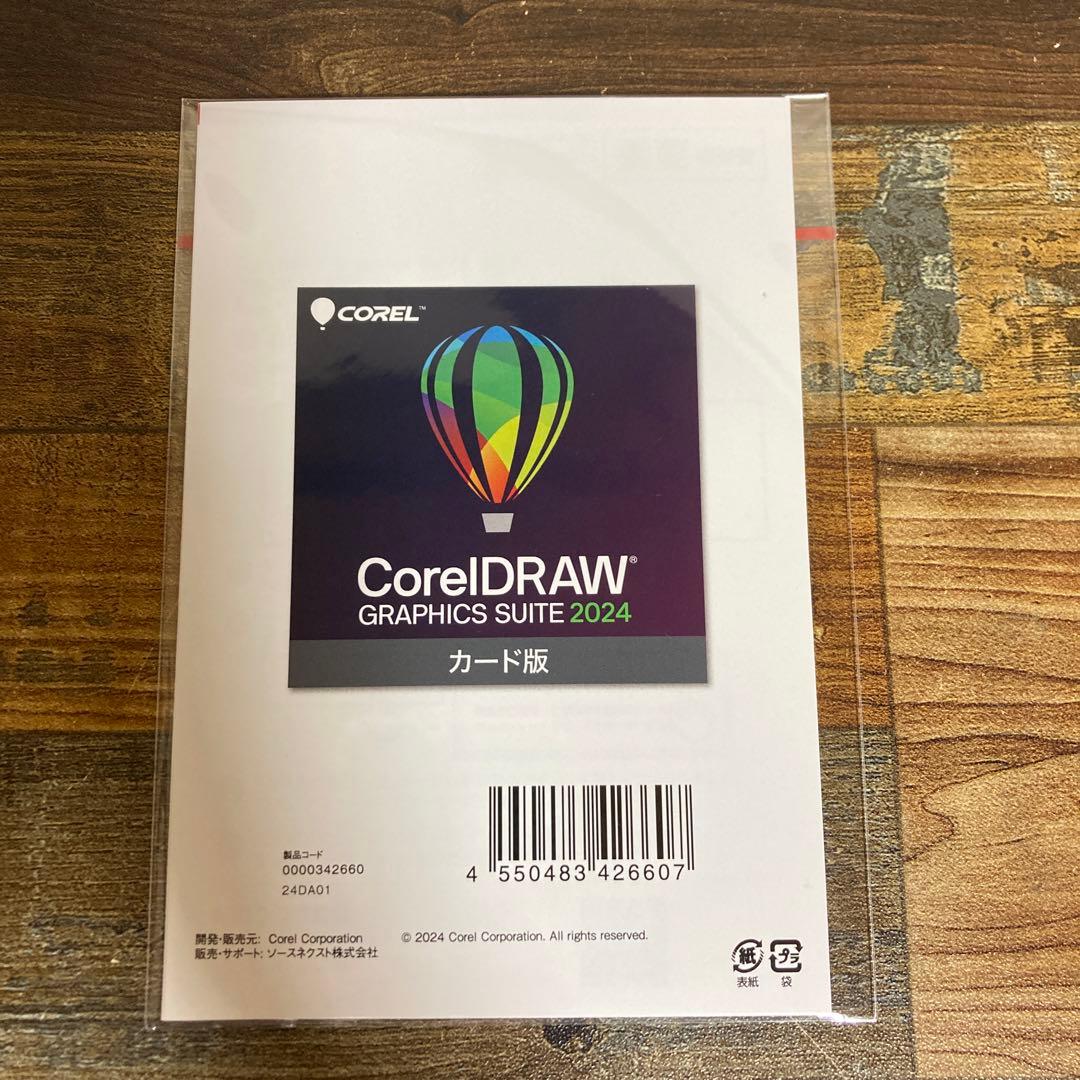 COREL™
CorelDRAW®
GRAPHICS SUITE 2024
カード版
製品コード
0000342660
24DA01
4 550483 426607
開発・販売元: Corel Corporation
販売・サポート: ソースネクスト株式会社
© 2024 Corel Corporation. All rights reserved.
紙 プラ
表紙 袋